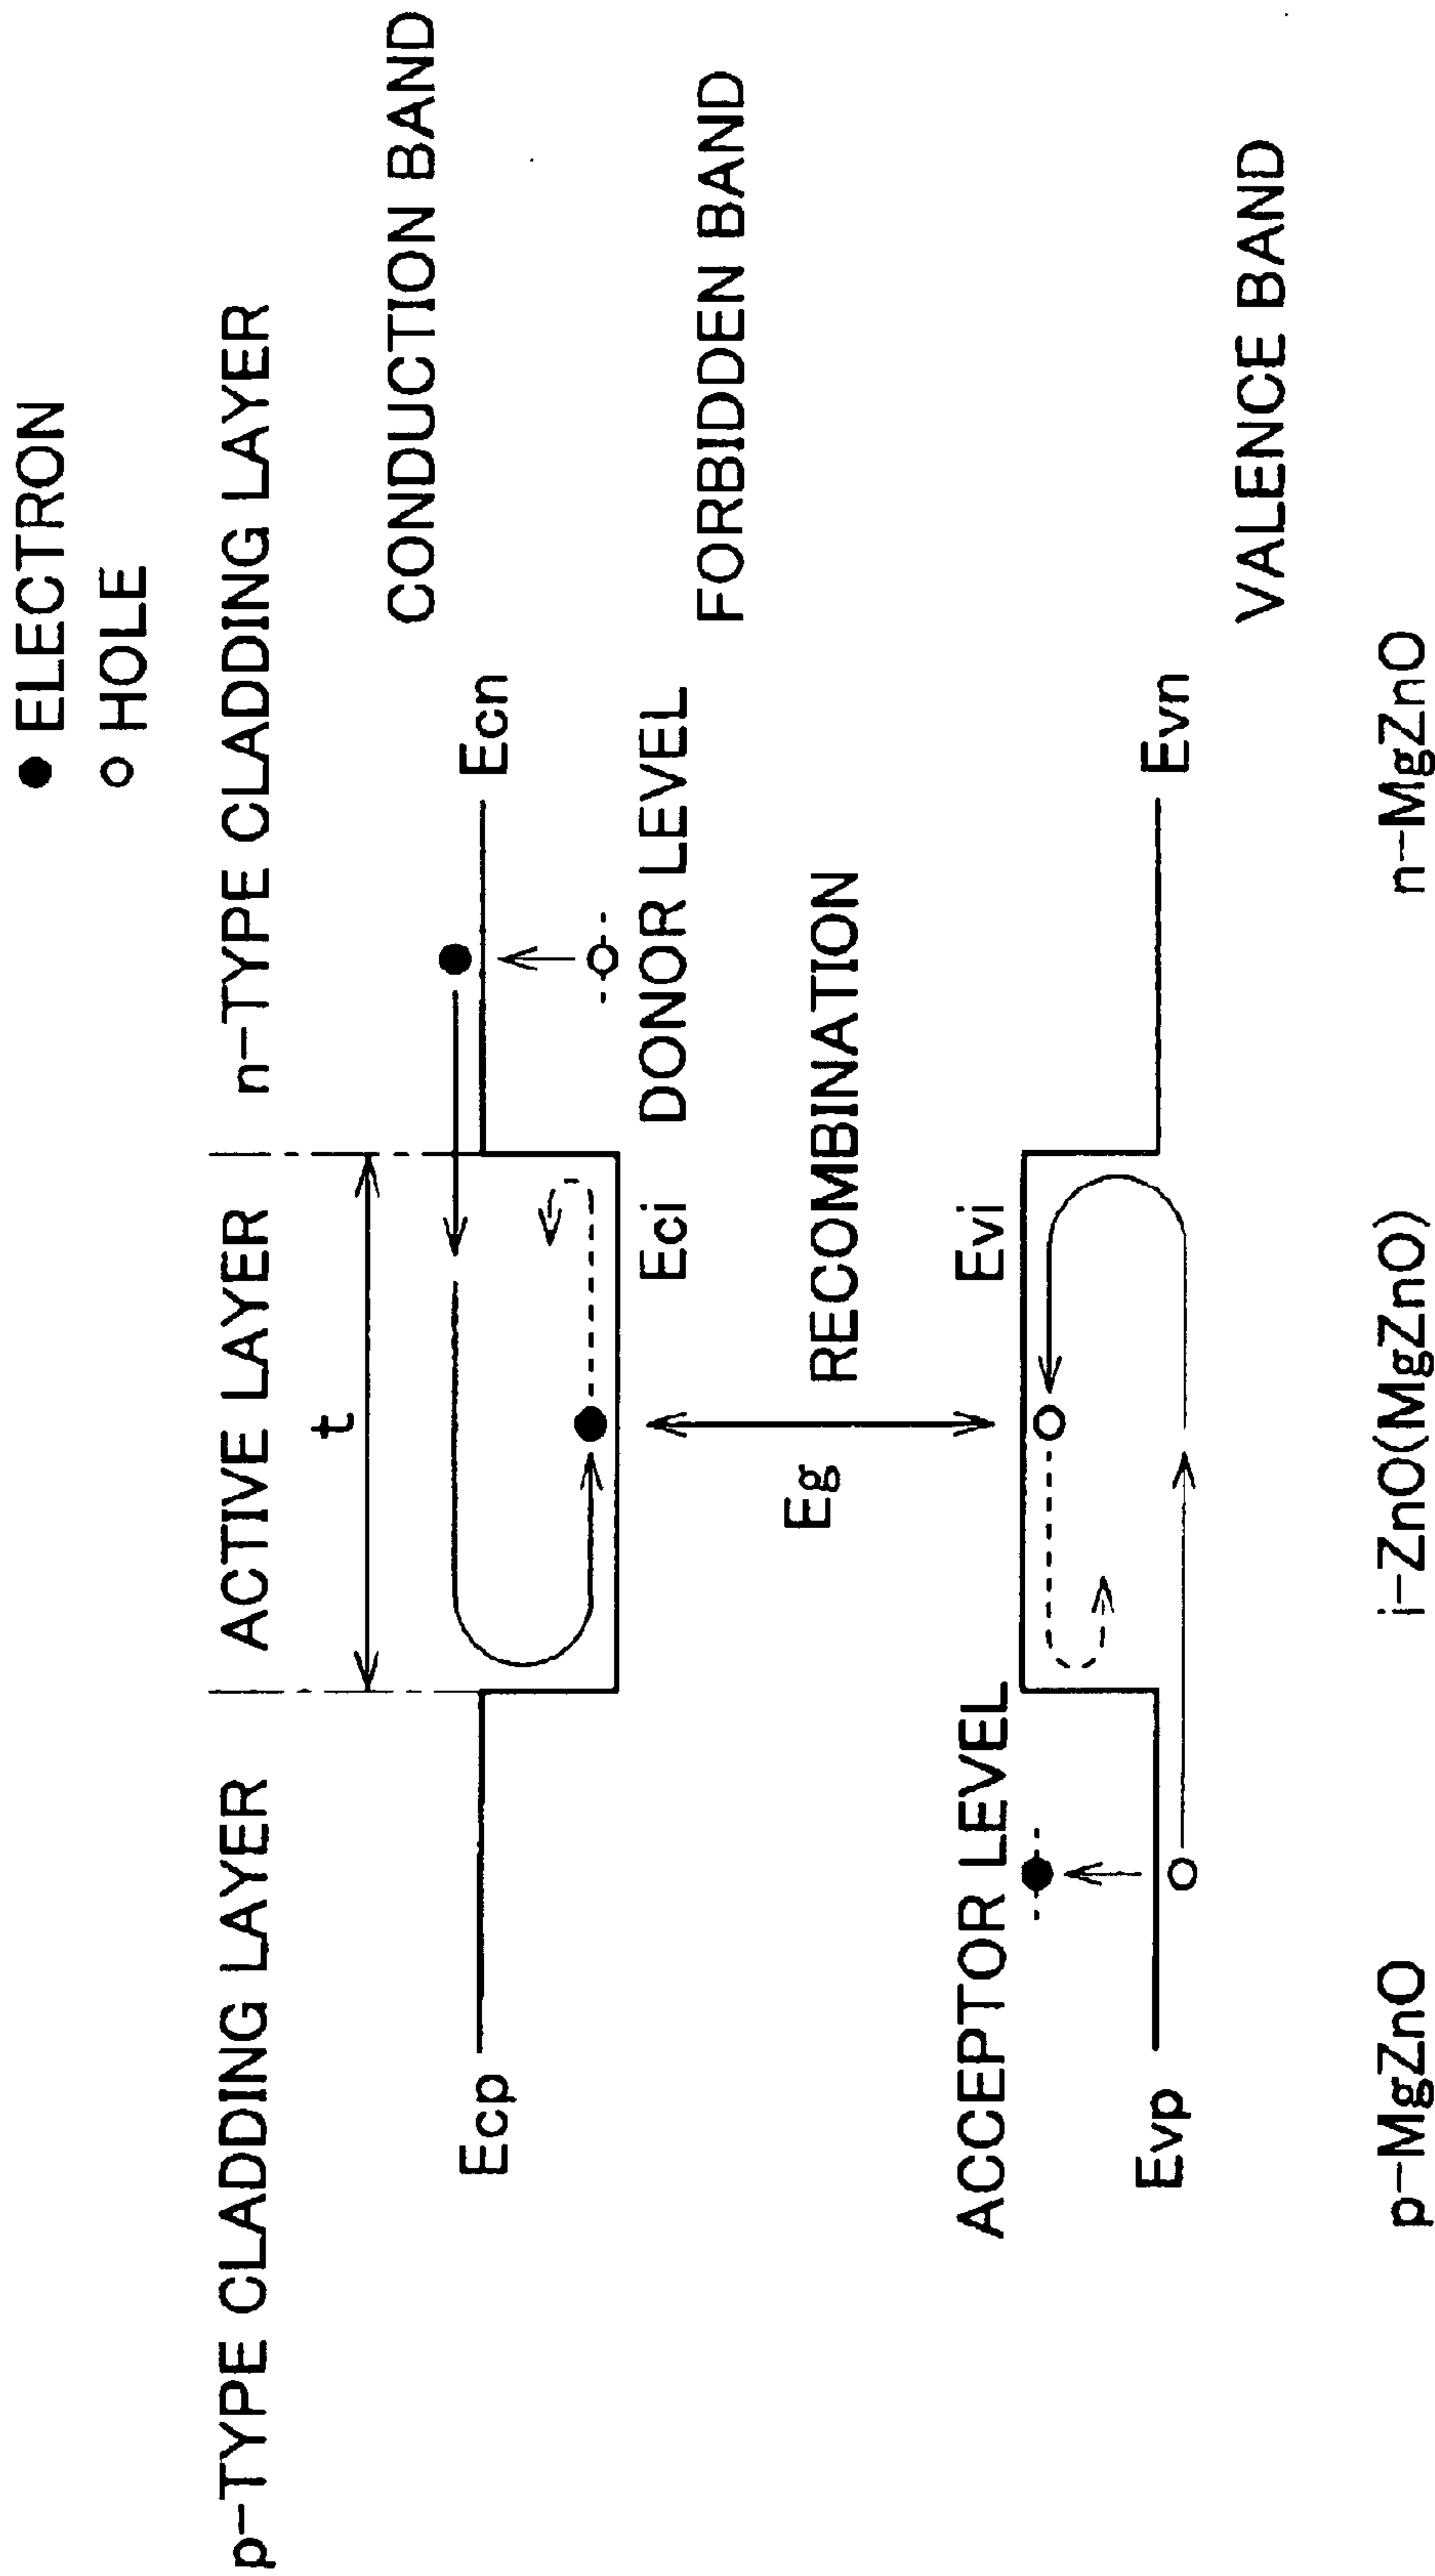 ● ELECTRON
○ HOLE
p-TYPE CLADDING LAYER
ACTIVE LAYER
n-TYPE CLADDING LAYER
t
CONDUCTION BAND
Ecp
Ecn
Eci
DONOR LEVEL
FORBIDDEN BAND
Eg
RECOMBINATION
ACCEPTOR LEVEL
Evi
Evp
Evn
VALENCE BAND
p-MgZnO
i-ZnO(MgZnO)
n-MgZnO